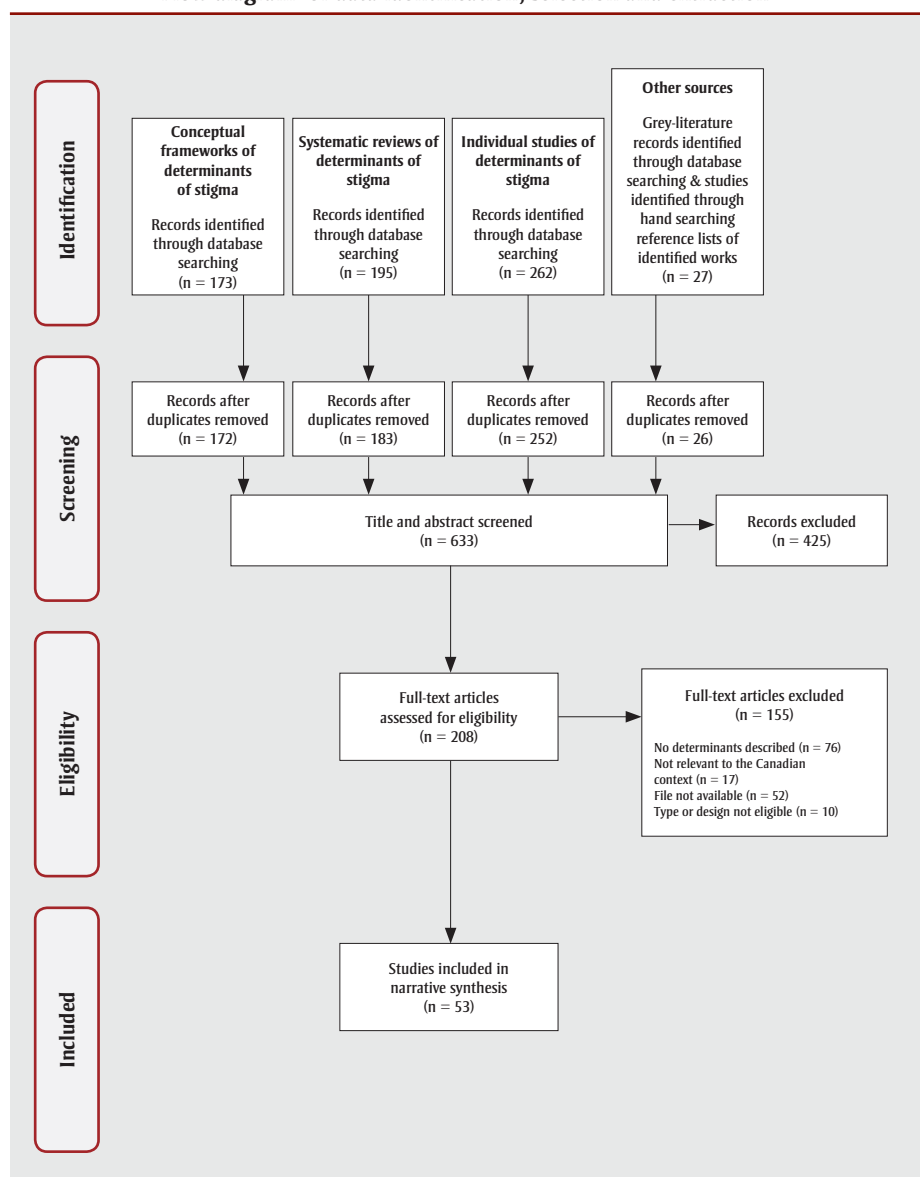 Identification
Conceptual
frameworks of
determinants
of stigma
Records identified
through database
searching
(n = 173)
Systematic reviews of
determinants of
stigma
Records identified
through database
searching
(n = 195)
Individual studies of
determinants of
stigma
Records identified
through database
searching
(n = 262)
Other sources
Grey-literature
records identified
through database
searching & studies
identified through
hand searching
reference lists of
identified works
(n = 27)
Screening
Records after
duplicates removed
(n = 172)
Records after
duplicates removed
(n = 183)
Records after
duplicates removed
(n = 252)
Records after
duplicates removed
(n = 26)
Title and abstract screened
(n = 633)
Records excluded
(n = 425)
Eligibility
Full-text articles
assessed for eligibility
(n = 208)
Full-text articles excluded
(n = 155)
No determinants described (n = 76)
Not relevant to the Canadian
context (n = 17)
File not available (n = 52)
Type or design not eligible (n = 10)
Included
Studies included in
narrative synthesis
(n = 53)